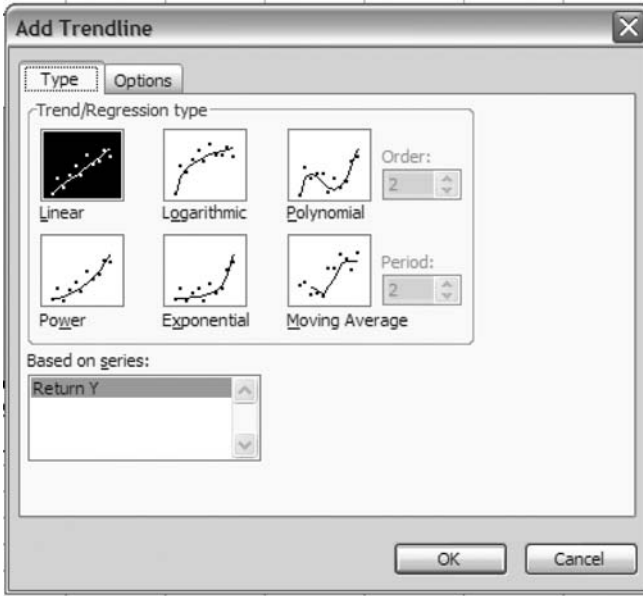 Add Trendline
Type Options
Trend/Regression type
Order:
2
Linear Logarithmic Polynomial
Period:
2
Power Exponential Moving Average
Based on series:
Return Y
OK Cancel